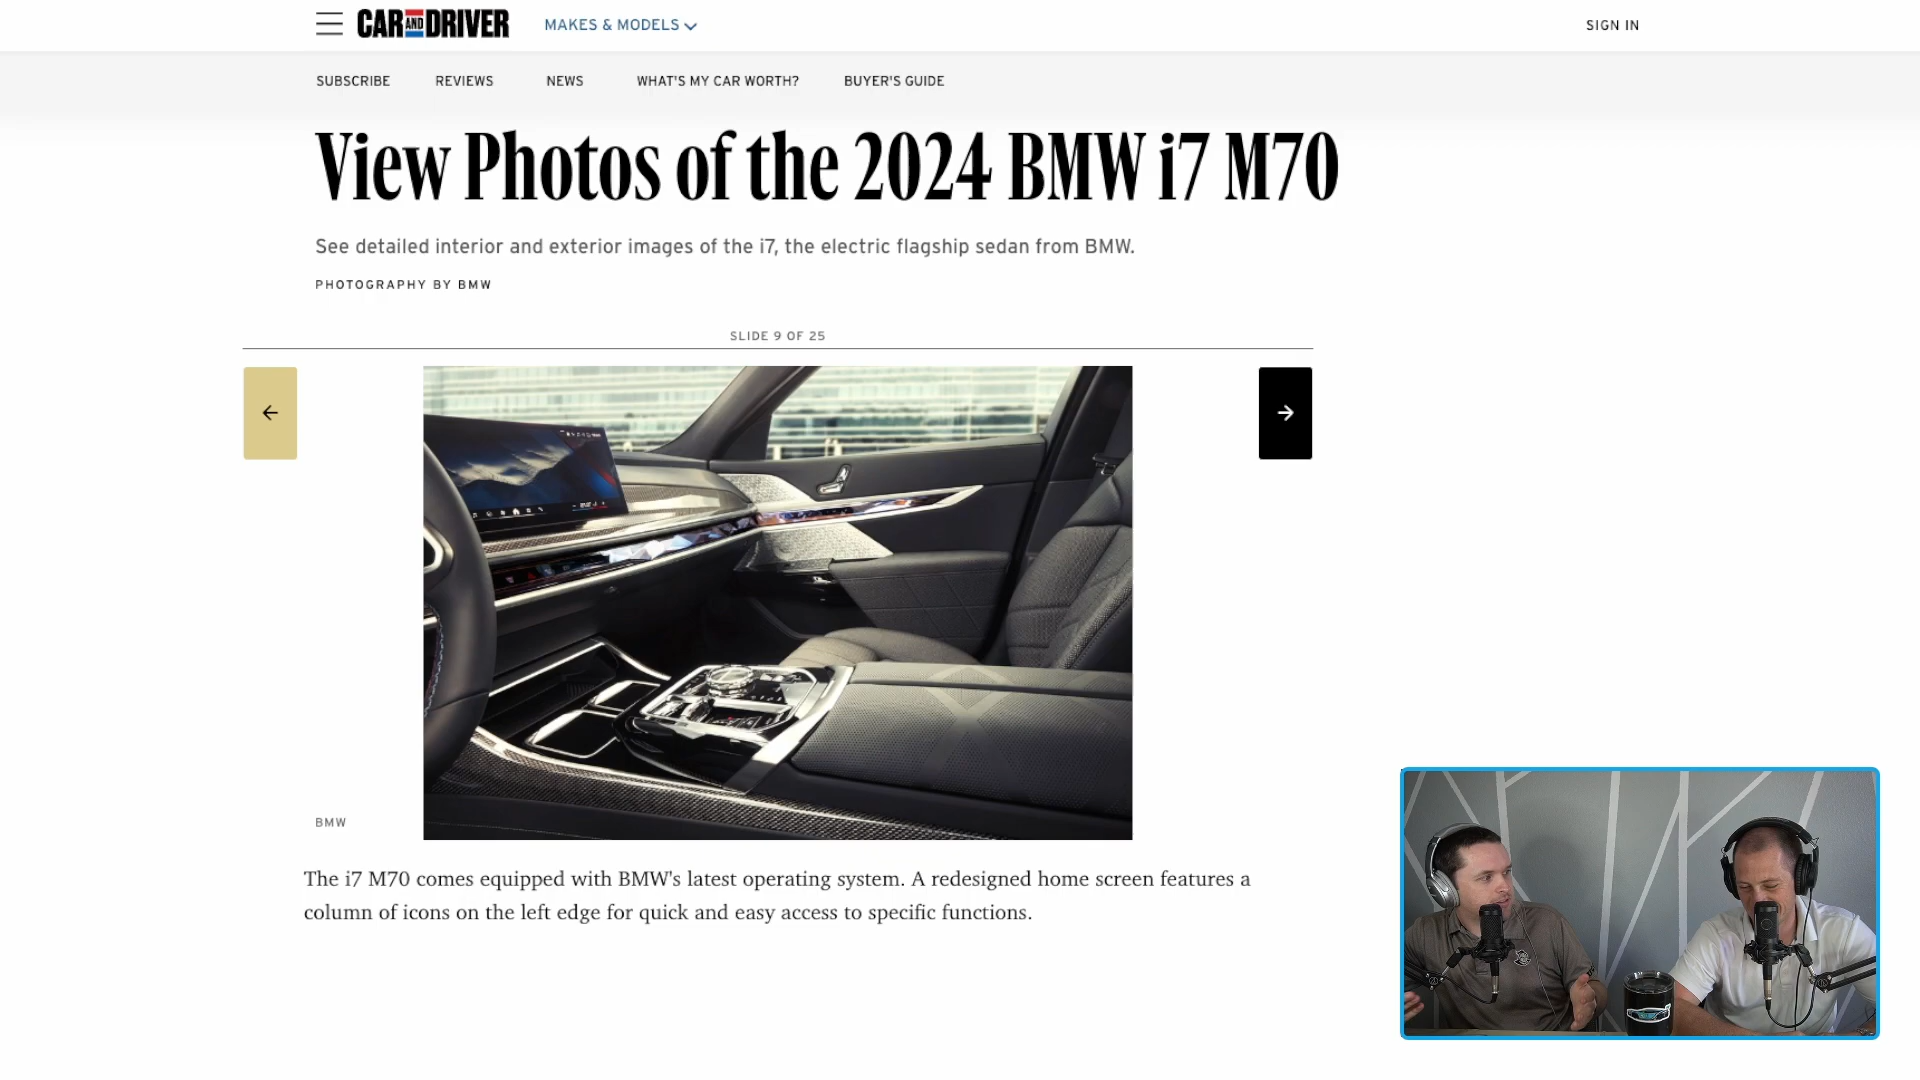 CAR AND DRIVER
MAKES & MODELS
SIGN IN
SUBSCRIBE
REVIEWS
NEWS
WHAT'S MY CAR WORTH?
BUYER'S GUIDE
View Photos of the 2024 BMW i7 M70
See detailed interior and exterior images of the i7, the electric flagship sedan from BMW.
PHOTOGRAPHY BY BMW
SLIDE 9 OF 25
BMW
The i7 M70 comes equipped with BMW's latest operating system. A redesigned home screen features a
column of icons on the left edge for quick and easy access to specific functions.